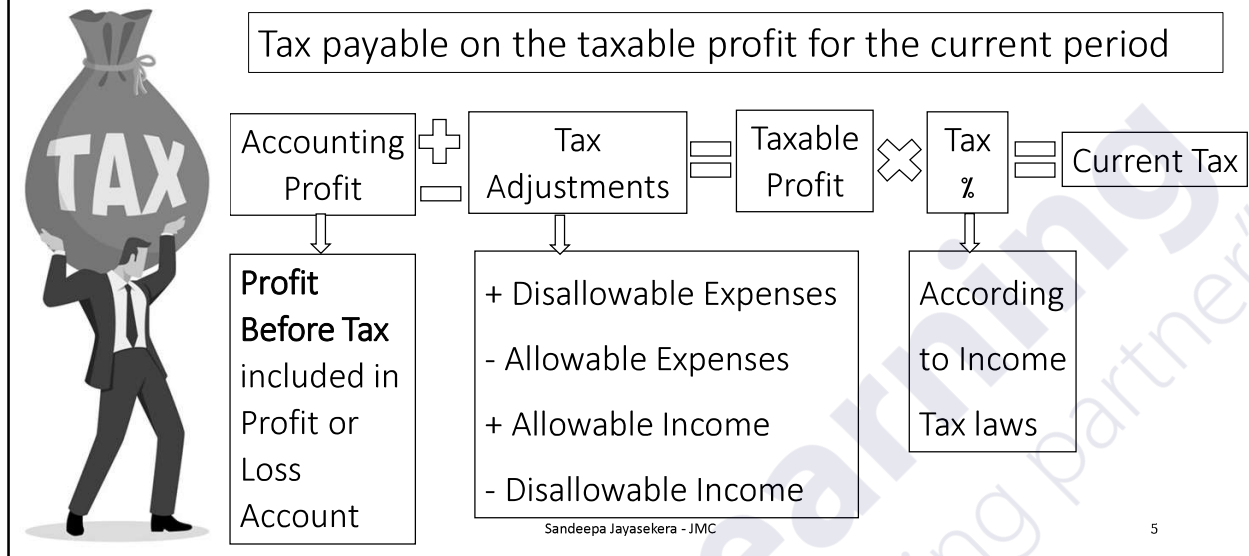 Tax payable on the taxable profit for the current period
TAX
Accounting
Profit
Tax
Adjustments
Taxable
Profit
Tax
%
Current Tax
Profit
Before Tax
included in
Profit or
Loss
Account
+ Disallowable Expenses
- Allowable Expenses
+ Allowable Income
- Disallowable Income
According
to Income
Tax laws
Sandeepa Jayasekera - JMC
5